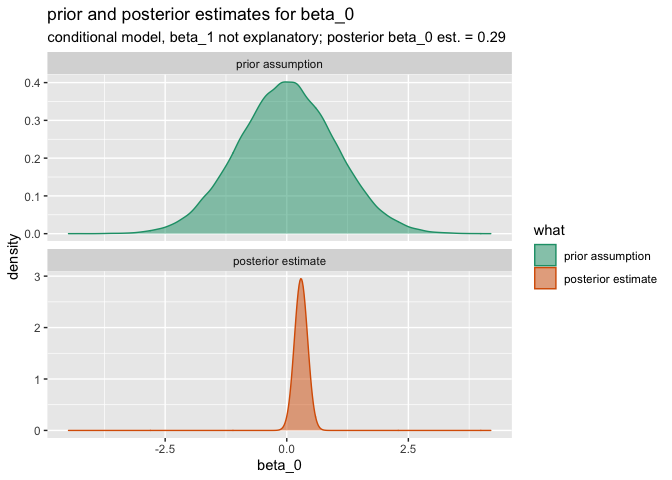 prior and posterior estimates for beta_0
conditional model, beta_1 not explanatory; posterior beta_0 est. = 0.29
prior assumption
0.4
0.3
0.2
0.1
0.0
posterior estimate
3
2
1
0
-2.5
0.0
2.5
beta_0
density
what
prior assumption
posterior estimate